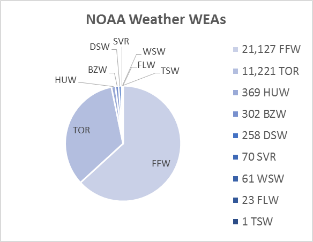 NOAA Weather WEAs
SVR
DSW
WSW
BZW
FLW
HUW
TSW
TOR
FFW
21,127 FFW
11,221 TOR
369 HUW
302 BZW
258 DSW
70 SVR
61 WSW
23 FLW
1 TSW